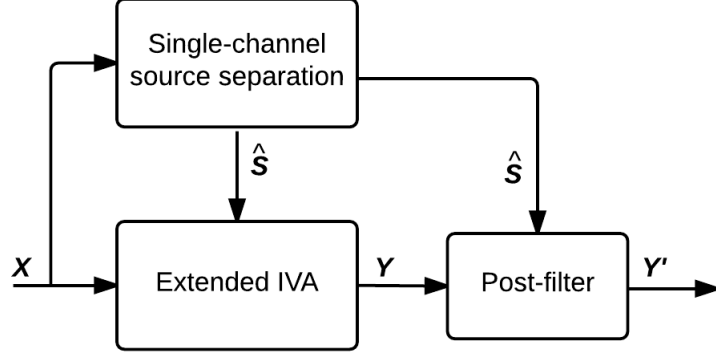 Single-channel
source separation
Ŝ
Ŝ
X
Extended IVA
Y
Post-filter
Y'